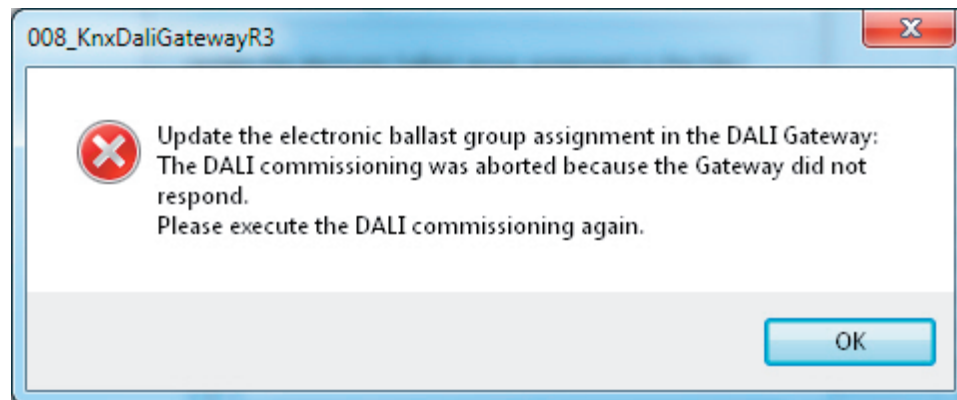 008_KnxDaliGatewayR3
Update the electronic ballast group assignment in the DALI Gateway:
The DALI commissioning was aborted because the Gateway did not
respond.
Please execute the DALI commissioning again.
OK